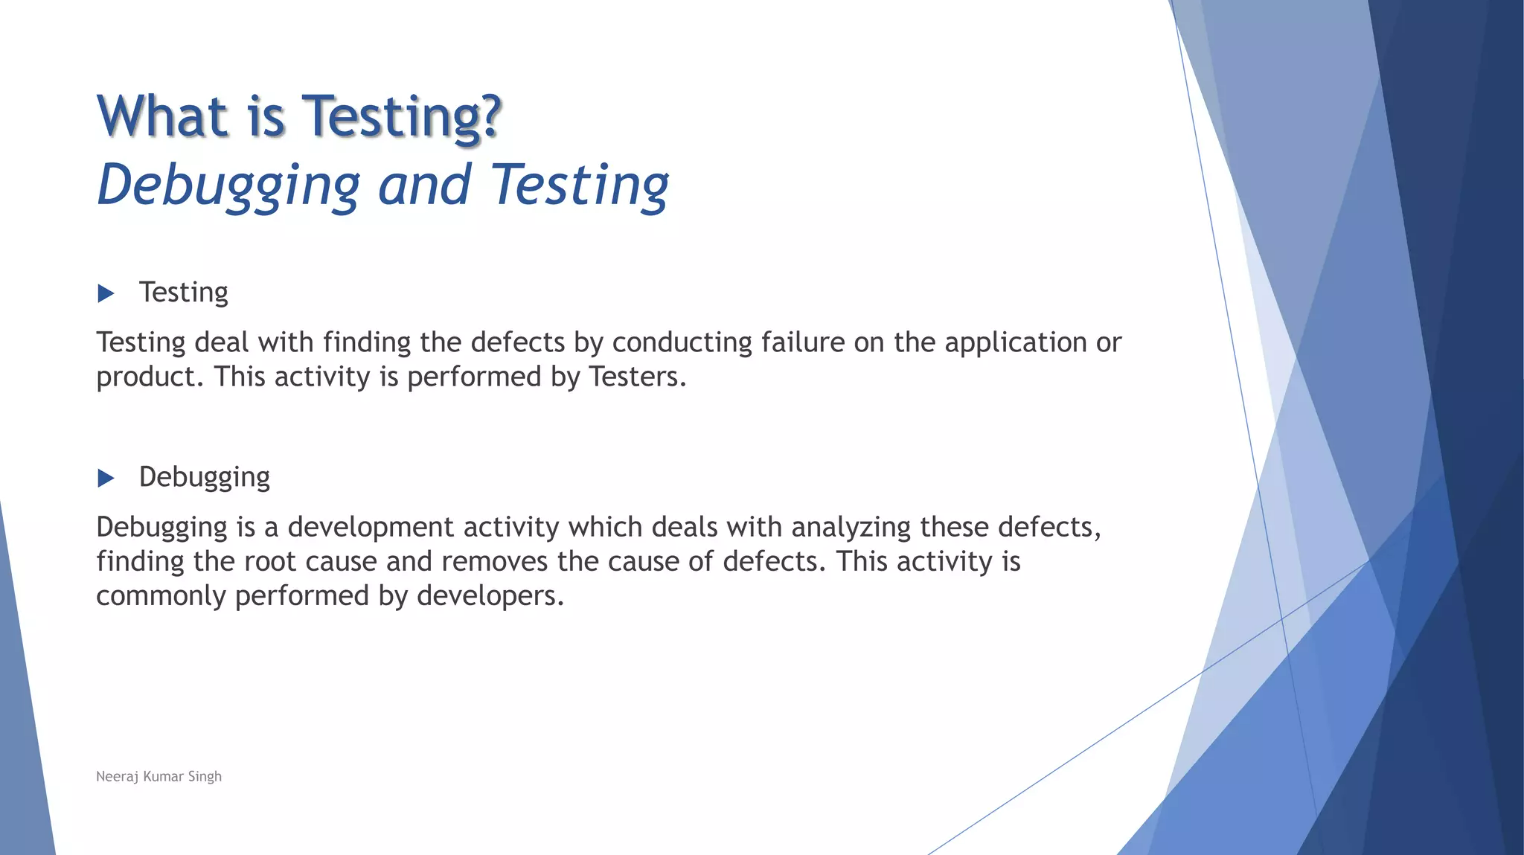 What is Testing?
Debugging and Testing
Testing
Testing deal with finding the defects by conducting failure on the application or
product. This activity is performed by Testers.
Debugging
Debugging is a development activity which deals with analyzing these defects,
finding the root cause and removes the cause of defects. This activity is
commonly performed by developers.
Neeraj Kumar Singh